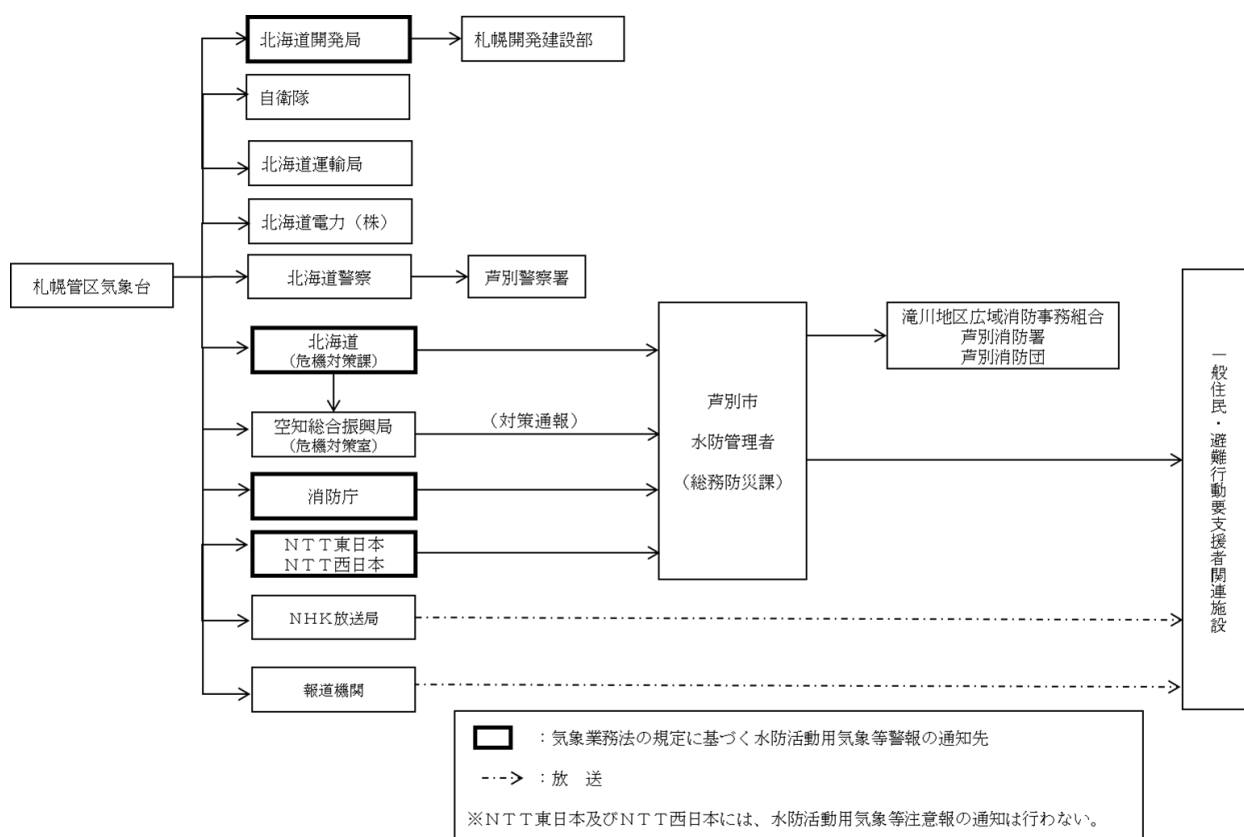 北海道開発局
札幌開発建設部
自衛隊
北海道運輸局
北海道電力（株）
札幌管区気象台
北海道警察
芦別警察署
北海道
（危機対策課）
空知総合振興局
（危機対策室）
（対策通報）
消防庁
ＮＴＴ東日本
ＮＴＴ西日本
NHK放送局
報道機関
芦別市
水防管理者
（総務防災課）
滝川地区広域消防事務組合
芦別消防署
芦別消防団
一般住民・避難行動要支援者関連施設
：気象業務法の規定に基づく水防活動用気象等警報の通知先
：放　送
※ＮＴＴ東日本及びＮＴＴ西日本には、水防活動用気象等注意報の通知は行わない。